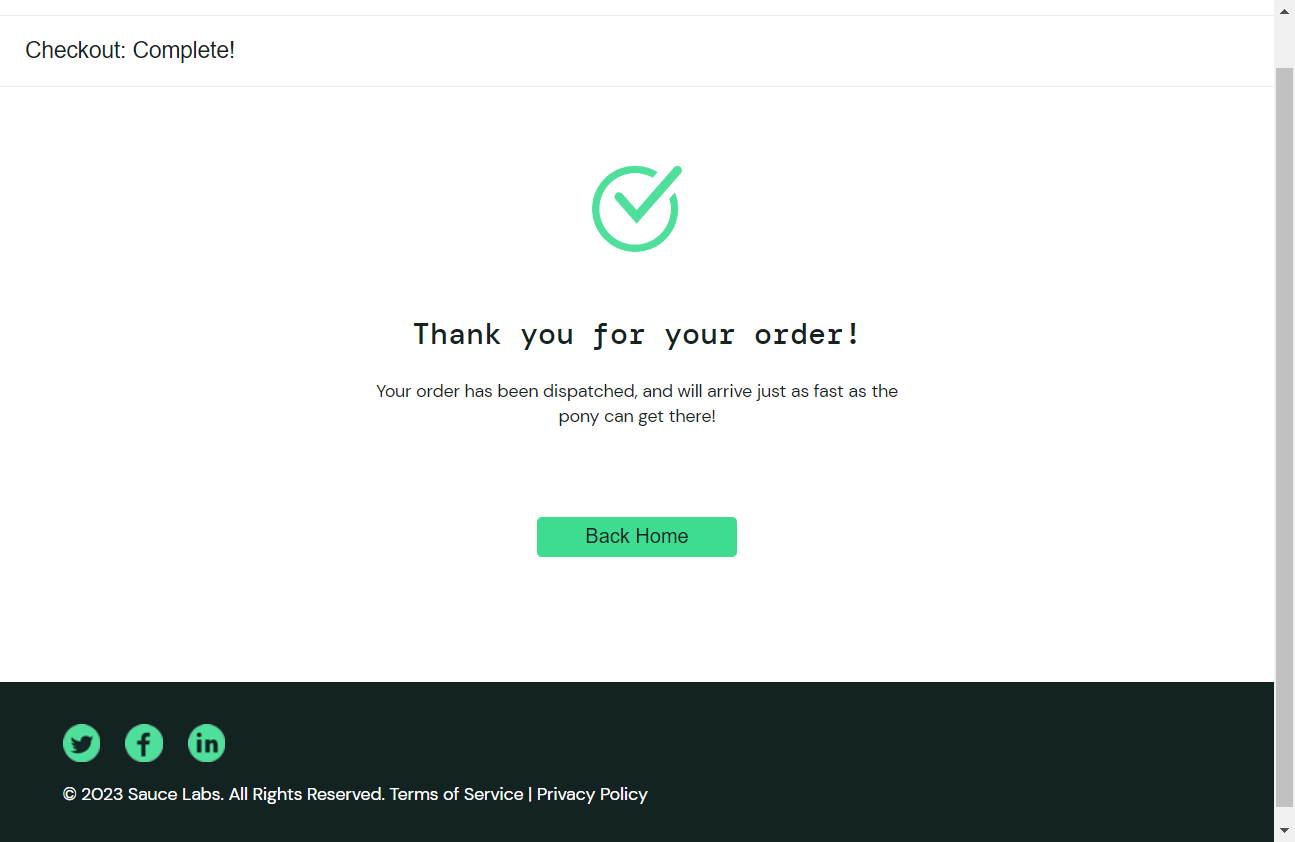 Checkout: Complete!
Thank you for your order!
Your order has been dispatched, and will arrive just as fast as the
pony can get there!
Back Home
© 2023 Sauce Labs. All Rights Reserved. Terms of Service | Privacy Policy